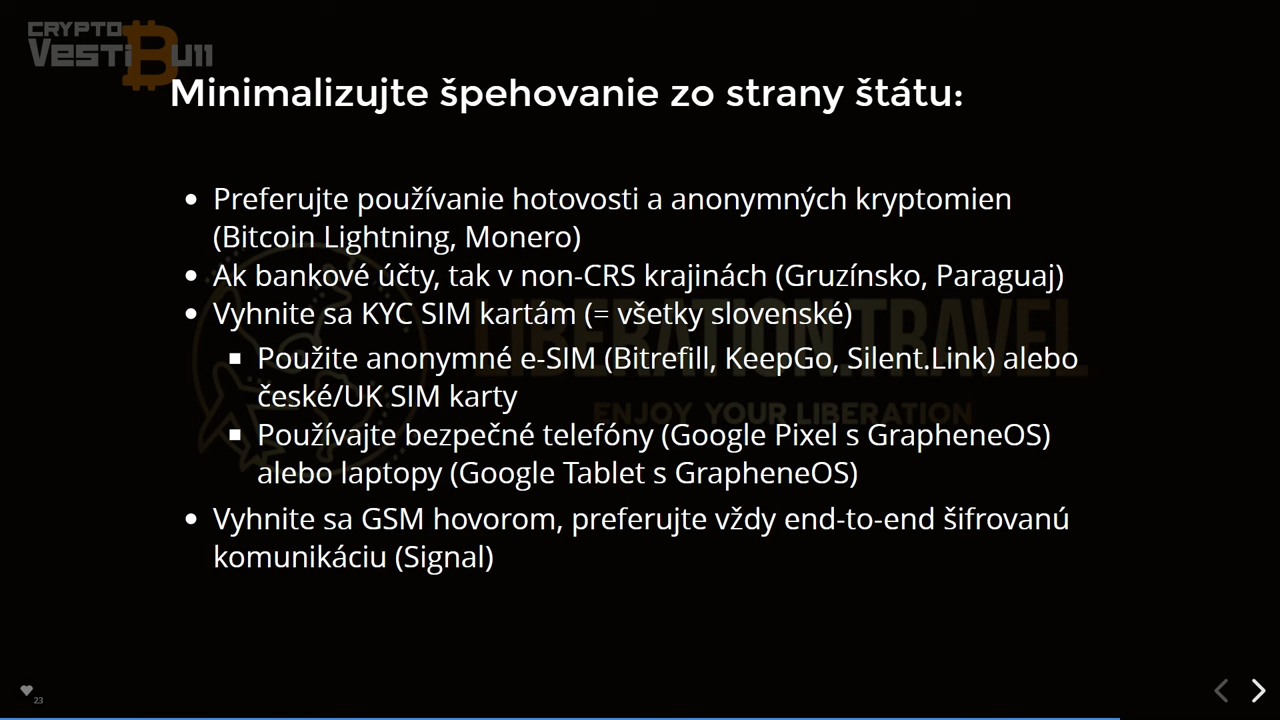 CRYPTO
VestiBull
Minimalizujte špehovanie zo strany štátu:
Preferujte používanie hotovosti a anonymných kryptomien
(Bitcoin Lightning, Monero)
Ak bankové účty, tak v non-CRS krajinách (Gruzínsko, Paraguaj)
Vyhnite sa KYC SIM kartám (= všetky slovenské)
Použite anonymné e-SIM (Bitrefill, KeepGo, Silent.Link) alebo
české/UK SIM karty
Používajte bezpečné telefóny (Google Pixel s GrapheneOS)
alebo laptopy (Google Tablet s GrapheneOS)
Vyhnite sa GSM hovorom, preferujte vždy end-to-end šifrovanú
komunikáciu (Signal)
LIBERATION.TRAVEL
ENJOY YOUR LIBERATION
23